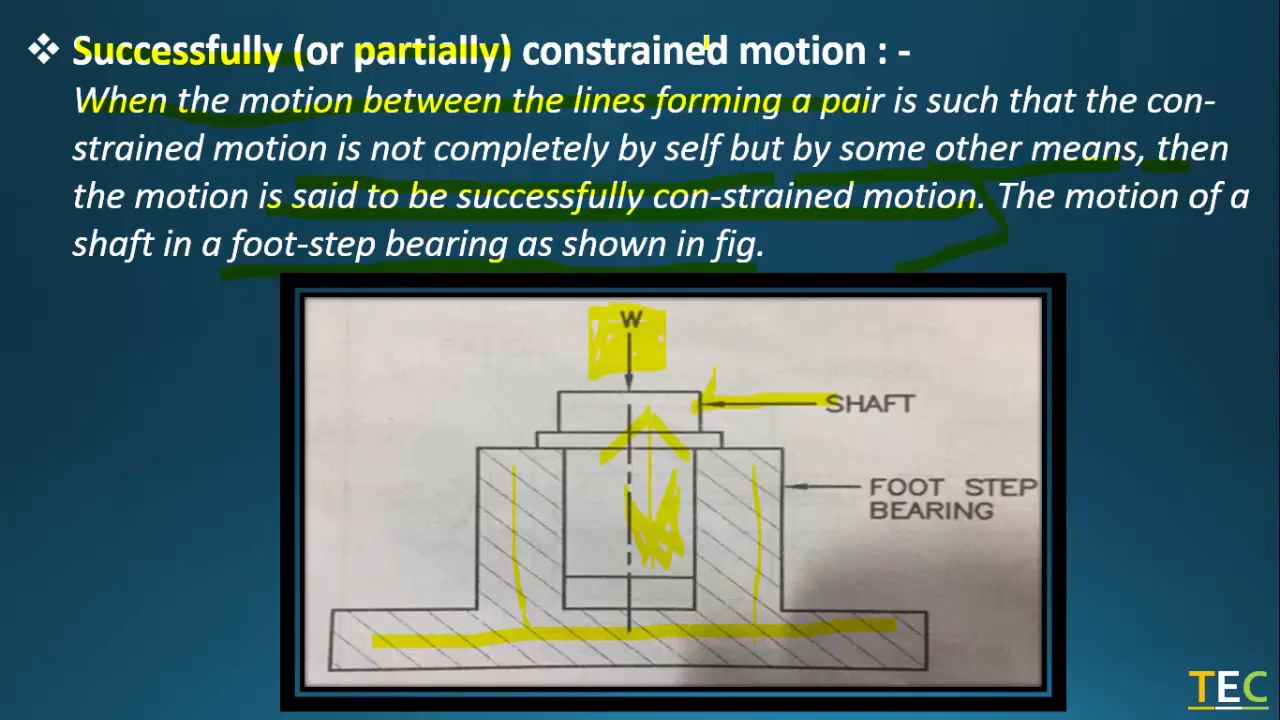 ❖ Successfully (or partially) constrained motion : -
When the motion between the lines forming a pair is such that the con-
strained motion is not completely by self but by some other means, then
the motion is said to be successfully con-strained motion. The motion of a
shaft in a foot-step bearing as shown in fig.
W
SHAFT
FOOT STEP
BEARING
TEC